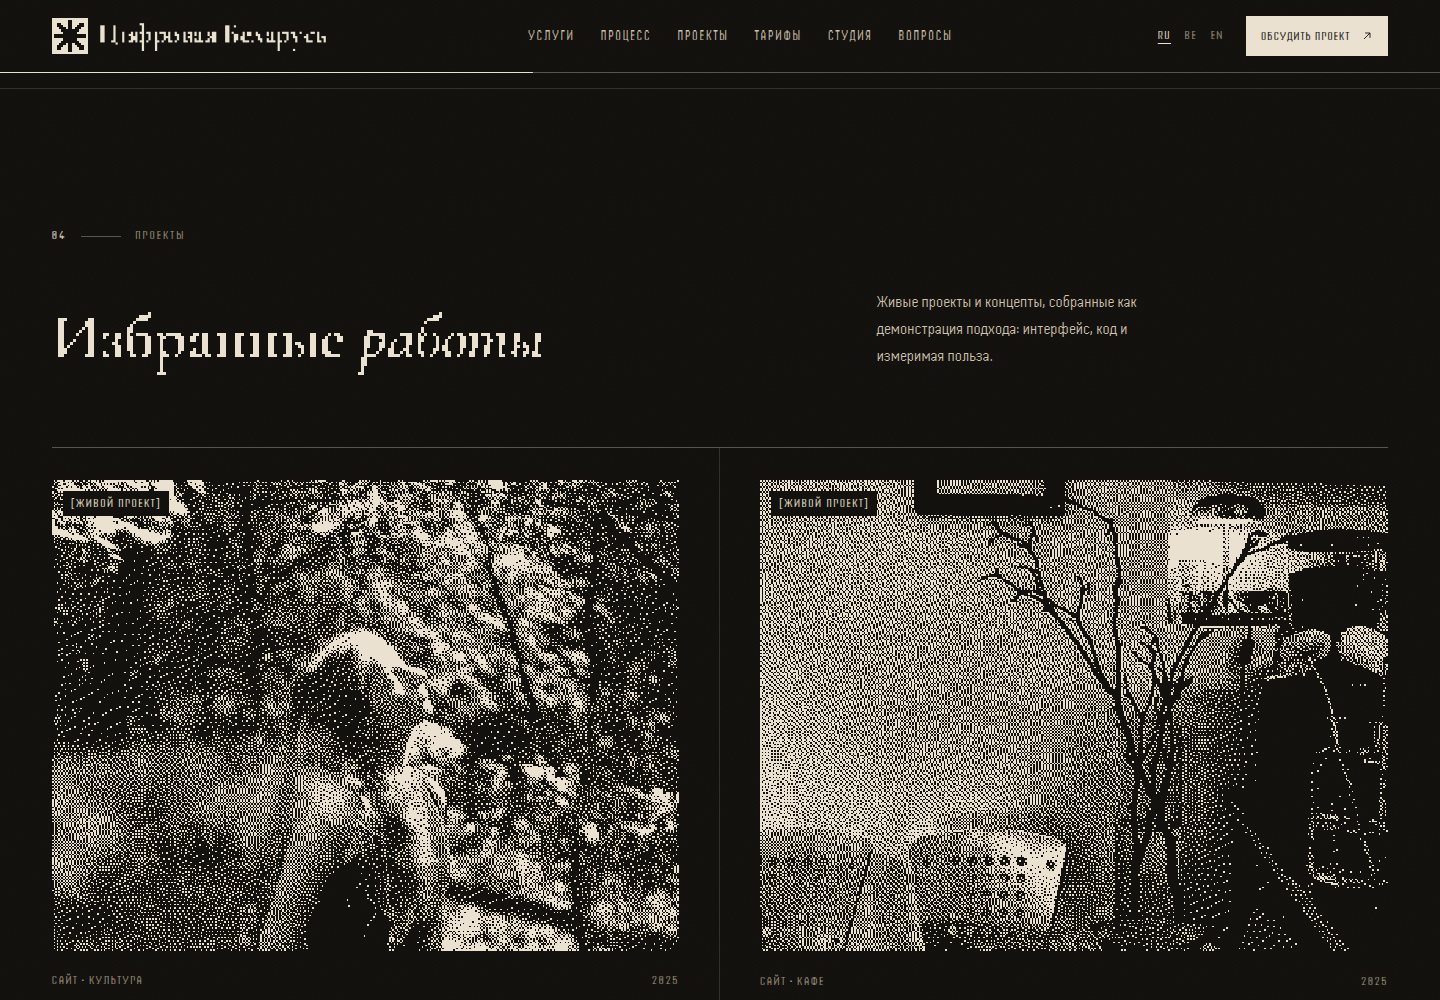 Цифровая Беларусь
УСЛУГИ ПРОЦЕСС ПРОЕКТЫ ТАРИФЫ СТУДИЯ ВОПРОСЫ
RU BE EN
ОБСУДИТЬ ПРОЕКТ
04 ПРОЕКТЫ
Избранные работы
Живые проекты и концепты, собранные как
демонстрация подхода: интерфейс, код и
измеримая польза.
[ЖИВОЙ ПРОЕКТ]
[ЖИВОЙ ПРОЕКТ]
САЙТ · КУЛЬТУРА 2025
САЙТ · КАФЕ 2025